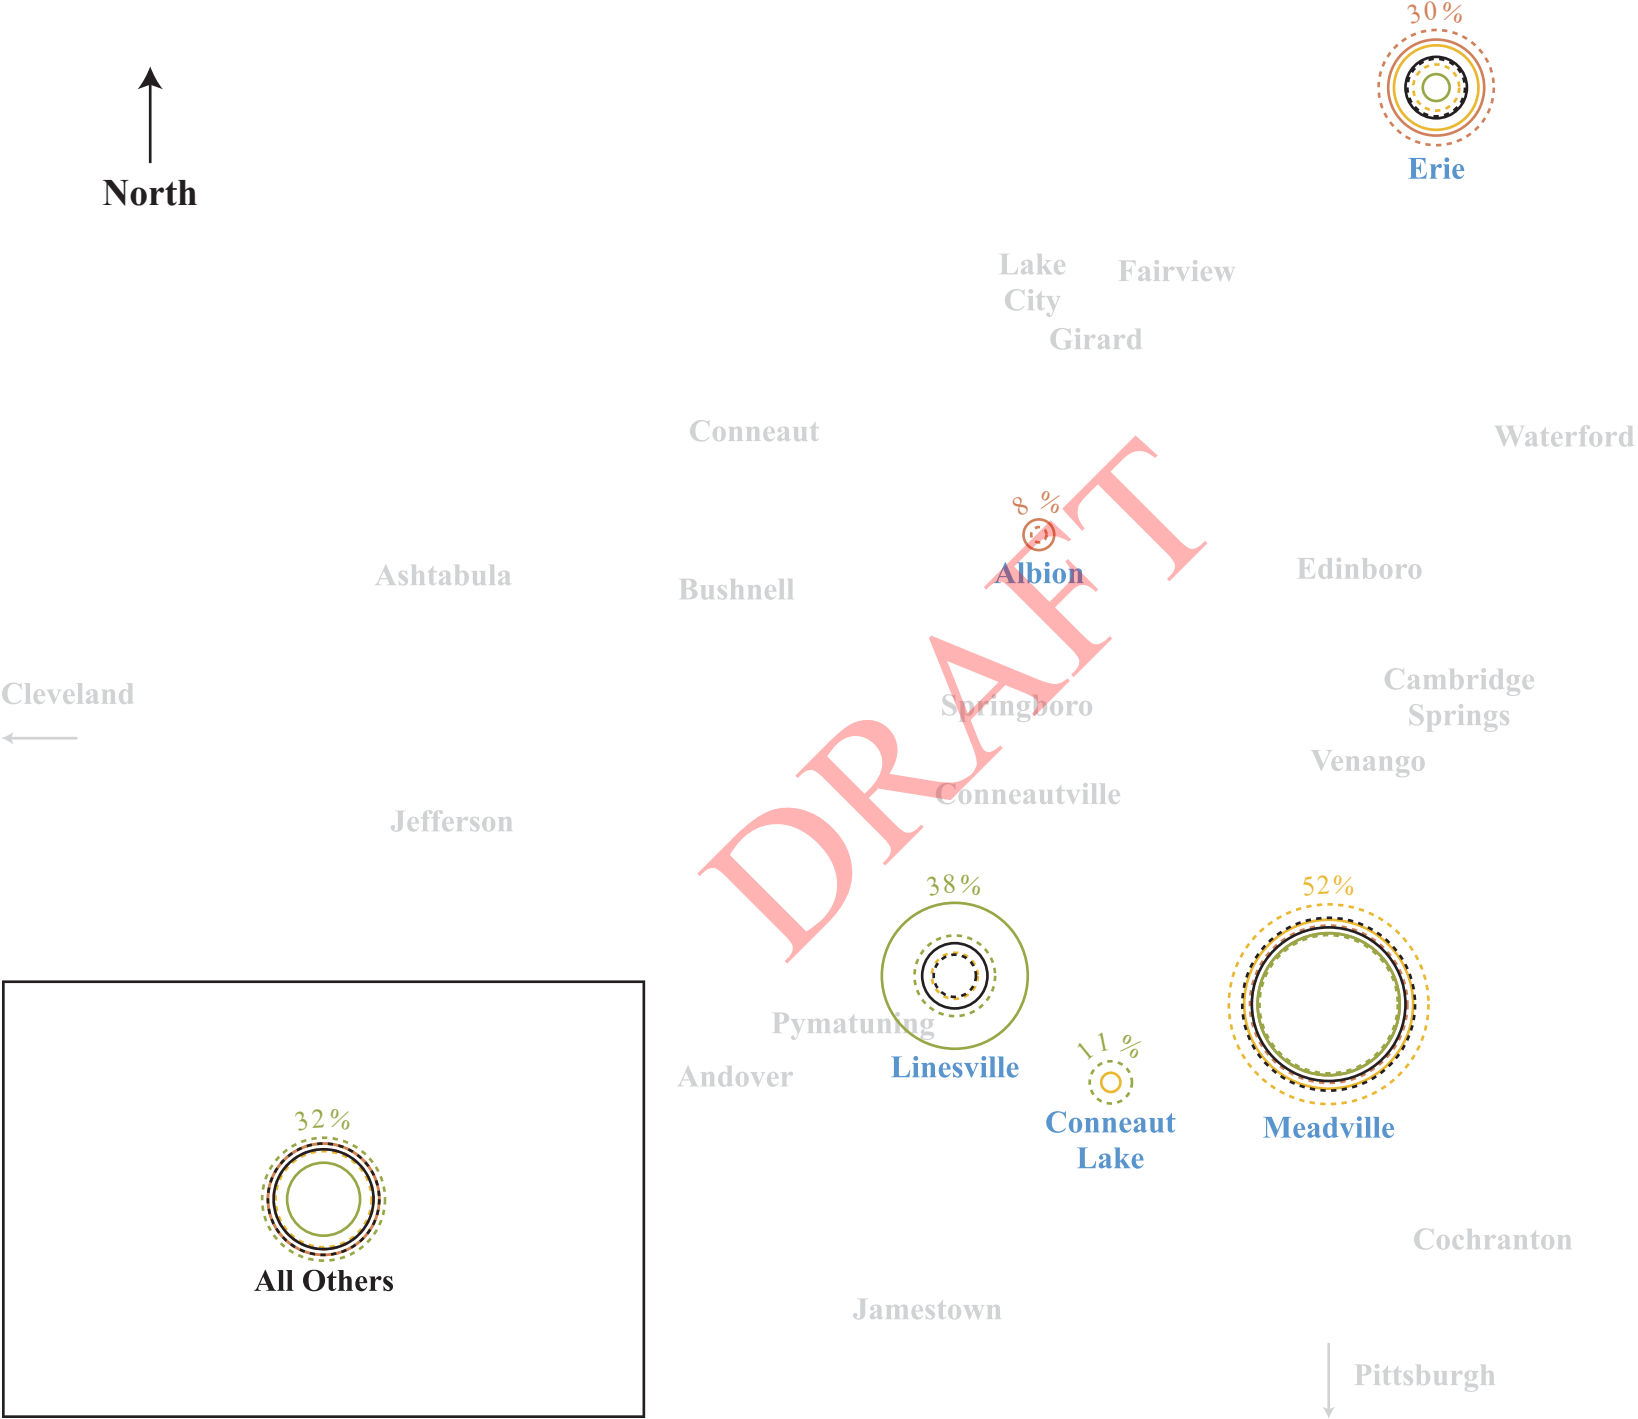 30%
North
Erie
Lake
City
Fairview
Girard
Conneaut
Waterford
8 %
Albion
Ashtabula
Bushnell
Edinboro
DRAFT
Cleveland
Springboro
Cambridge
Springs
Venango
Conneautville
Jefferson
38%
52%
Pymatuning
Linesville
11 %
Andover
Conneaut
Lake
Meadville
32%
All Others
Cochranton
Jamestown
Pittsburgh